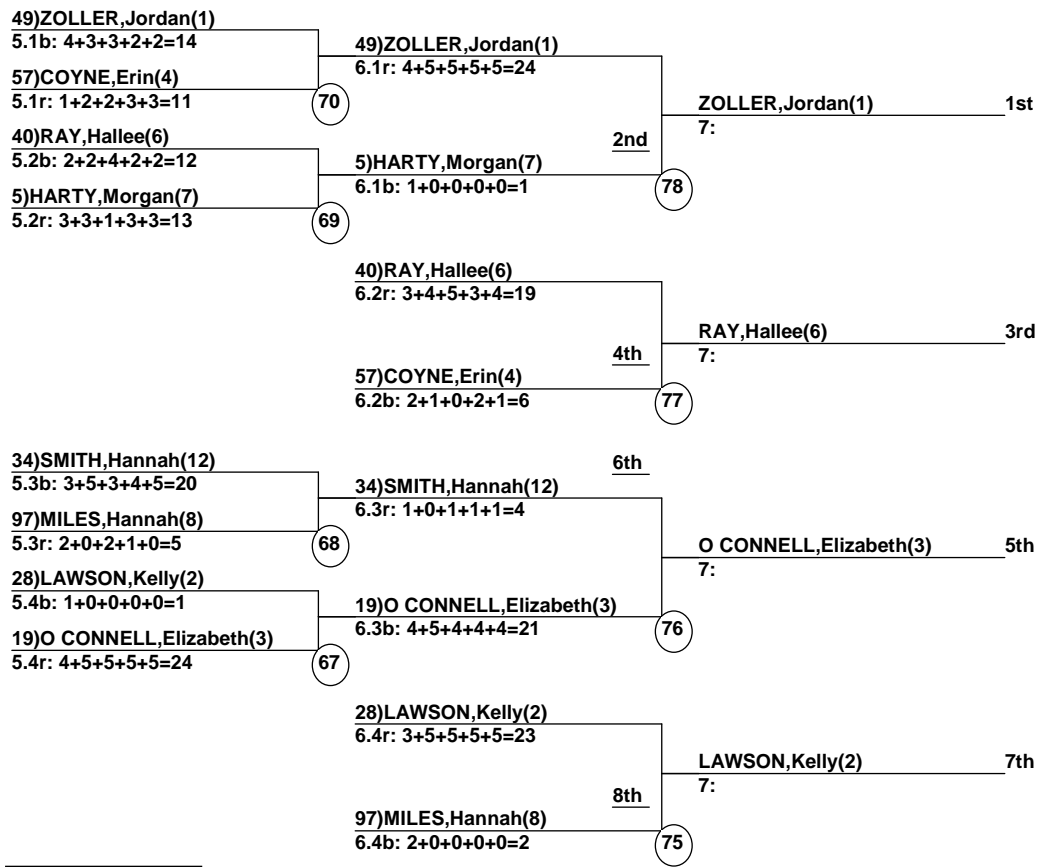 49)ZOLLER,Jordan(1)
5.1b: 4+3+3+2+2=14
57)COYNE,Erin(4)
5.1r: 1+2+2+3+3=11
70
40)RAY,Hallee(6)
5.2b: 2+2+4+2+2=12
5)HARTY,Morgan(7)
5.2r: 3+3+1+3+3=13
69
49)ZOLLER,Jordan(1)
6.1r: 4+5+5+5+5=24
2nd
5)HARTY,Morgan(7)
6.1b: 1+0+0+0+0=1
78
ZOLLER,Jordan(1) 1st
7:
40)RAY,Hallee(6)
6.2r: 3+4+5+3+4=19
4th
57)COYNE,Erin(4)
6.2b: 2+1+0+2+1=6
77
RAY,Hallee(6) 3rd
7:
34)SMITH,Hannah(12)
5.3b: 3+5+3+4+5=20
97)MILES,Hannah(8)
5.3r: 2+0+2+1+0=5
68
28)LAWSON,Kelly(2)
5.4b: 1+0+0+0+0=1
19)O CONNELL,Elizabeth(3)
5.4r: 4+5+5+5+5=24
67
6th
34)SMITH,Hannah(12)
6.3r: 1+0+1+1+1=4
19)O CONNELL,Elizabeth(3)
6.3b: 4+5+4+4+4=21
76
O CONNELL,Elizabeth(3) 5th
7:
28)LAWSON,Kelly(2)
6.4r: 3+5+5+5+5=23
8th
97)MILES,Hannah(8)
6.4b: 2+0+0+0+0=2
75
LAWSON,Kelly(2) 7th
7: